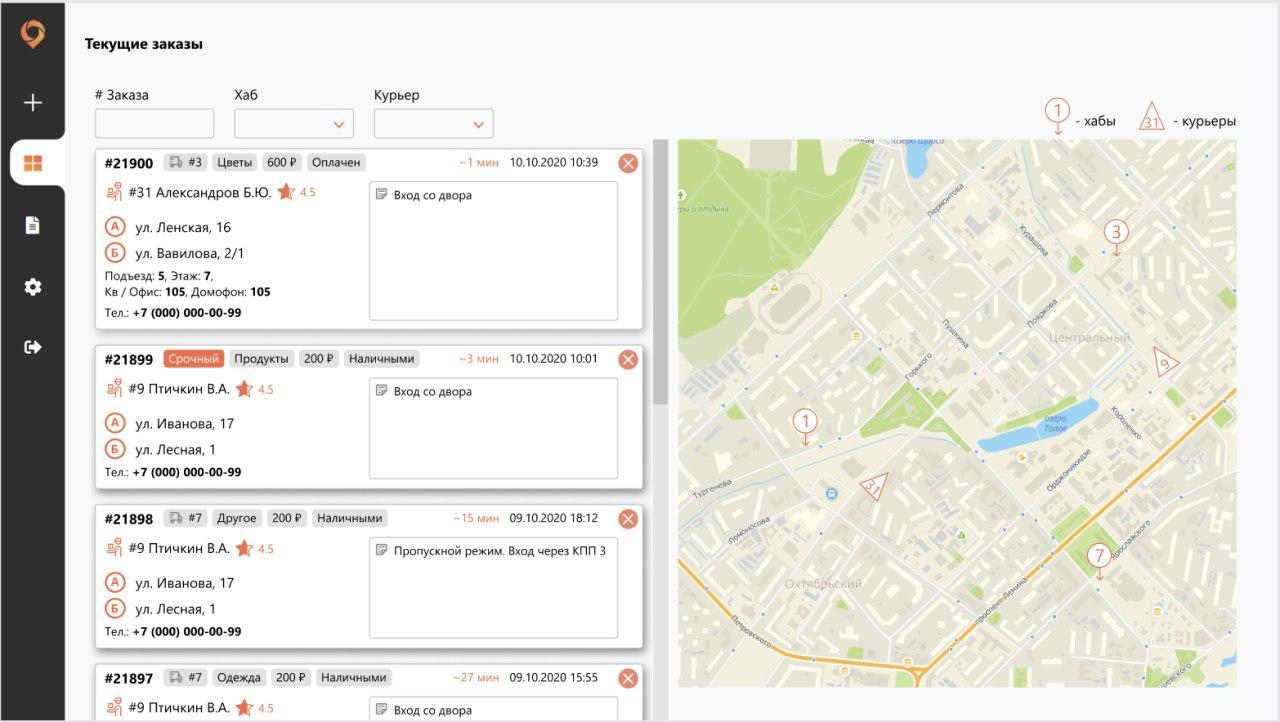 Текущие заказы
# Заказа Хаб Курьер
1 - хабы 31 - курьеры
#21900 #3 Цветы 600 ₽ Оплачен ~1 мин 10.10.2020 10:39
#31 Александров Б.Ю. 4.5
Вход со двора
А ул. Ленская, 16
Б ул. Вавилова, 2/1
Подъезд: 5, Этаж: 7,
Кв / Офис: 105, Домофон: 105
Тел.: +7 (000) 000-00-99
#21899 Срочный Продукты 200 ₽ Наличными ~3 мин 10.10.2020 10:01
#9 Птичкин В.А. 4.5
Вход со двора
А ул. Иванова, 17
Б ул. Лесная, 1
Тел.: +7 (000) 000-00-99
#21898 #7 Другое 200 ₽ Наличными ~15 мин 09.10.2020 18:12
#9 Птичкин В.А. 4.5
Пропускной режим. Вход через КПП 3
А ул. Иванова, 17
Б ул. Лесная, 1
Тел.: +7 (000) 000-00-99
#21897 #7 Одежда 200 ₽ Наличными ~27 мин 09.10.2020 15:55
#9 Птичкин В.А. 4.5
Вход со двора
озеро Щорса
ры и отдыха
Лермонтова
Курашова
3
Пояркова
Пушкина
Центральный
Горького
9
1
озеро
Талое
Короленко
31
Тургенева
Орджоникидзе
Ломоносова
Ярославского
7
Октябрьский
проспект Ленина
Петровского
шевского